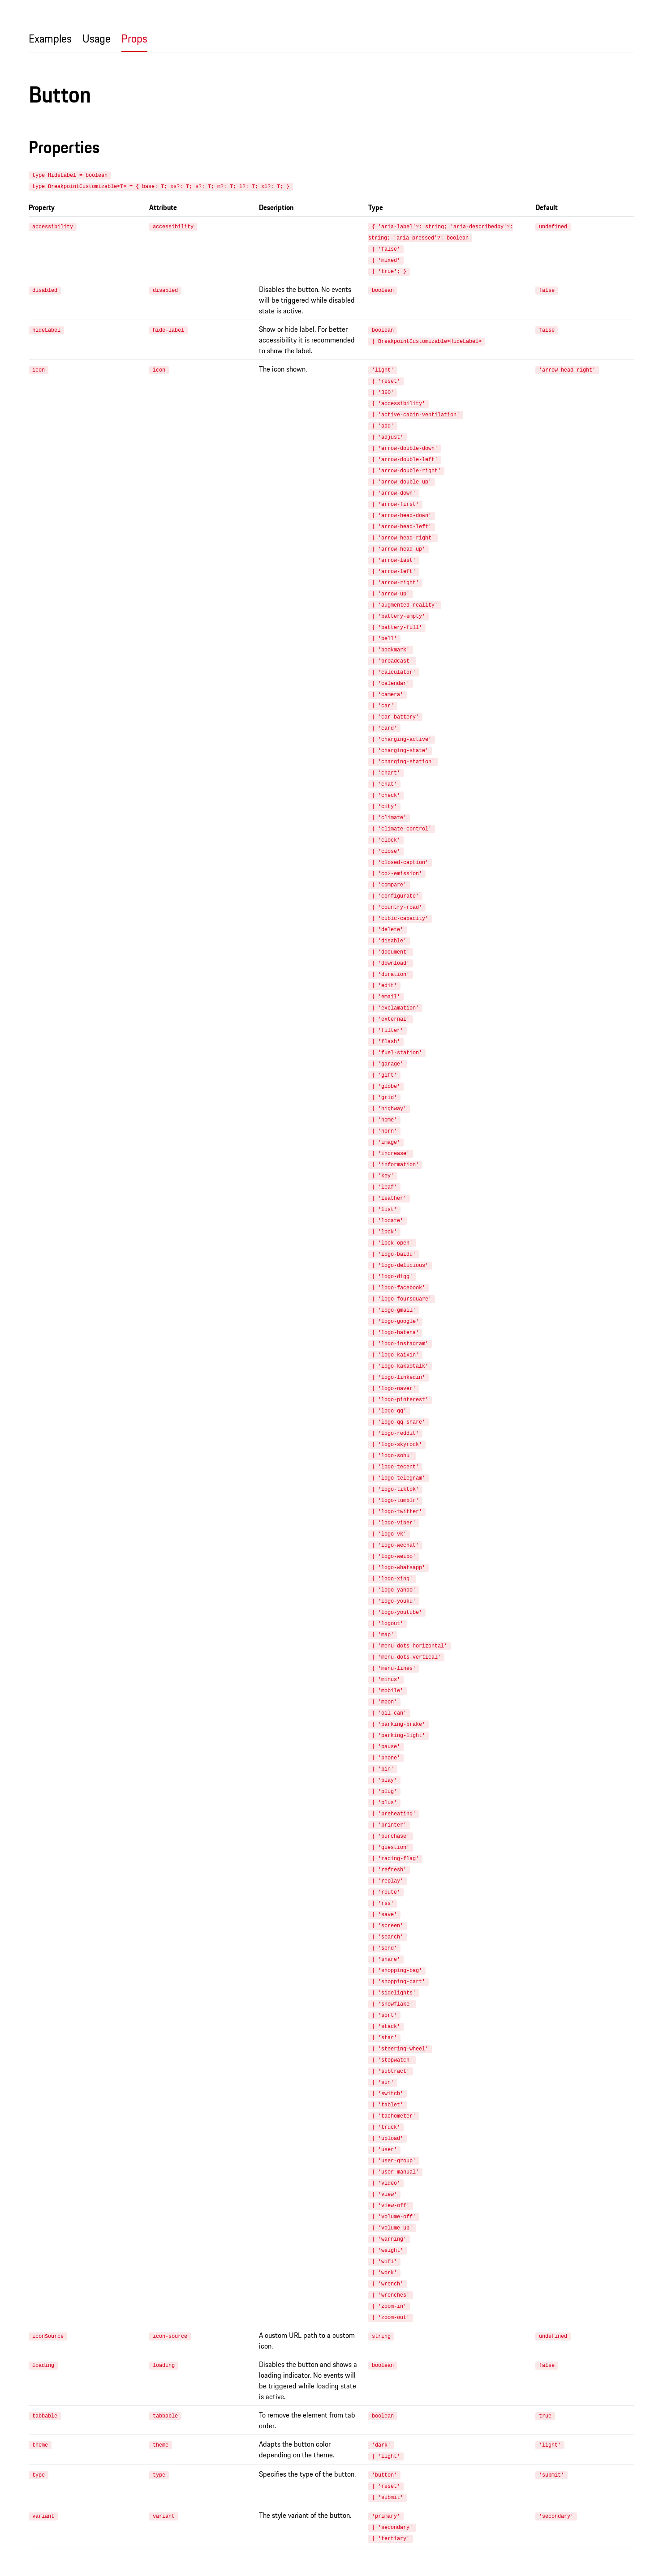 Examples Usage Props
Button
Properties
type HideLabel = boolean
type BreakpointCustomizable<T> = { base: T; xs?: T; s?: T; m?: T; l?: T; xl?: T; }
Property Attribute Description Type Default
accessibility accessibility { 'aria-label'?: string; 'aria-describedby'?: undefined
string; 'aria-pressed'?: boolean
| 'false'
| 'mixed'
| 'true'; }
disabled disabled Disables the button. No events boolean false
will be triggered while disabled
state is active.
hideLabel hide-label Show or hide label. For better boolean false
accessibility it is recommended | BreakpointCustomizable<HideLabel>
to show the label.
icon icon The icon shown. 'light' 'arrow-head-right'
| 'reset'
| '360'
| 'accessibility'
| 'active-cabin-ventilation'
| 'add'
| 'adjust'
| 'arrow-double-down'
| 'arrow-double-left'
| 'arrow-double-right'
| 'arrow-double-up'
| 'arrow-down'
| 'arrow-first'
| 'arrow-head-down'
| 'arrow-head-left'
| 'arrow-head-right'
| 'arrow-head-up'
| 'arrow-last'
| 'arrow-left'
| 'arrow-right'
| 'arrow-up'
| 'augmented-reality'
| 'battery-empty'
| 'battery-full'
| 'bell'
| 'bookmark'
| 'broadcast'
| 'calculator'
| 'calendar'
| 'camera'
| 'car'
| 'car-battery'
| 'card'
| 'charging-active'
| 'charging-state'
| 'charging-station'
| 'chart'
| 'chat'
| 'check'
| 'city'
| 'climate'
| 'climate-control'
| 'clock'
| 'close'
| 'closed-caption'
| 'co2-emission'
| 'compare'
| 'configurate'
| 'country-road'
| 'cubic-capacity'
| 'delete'
| 'disable'
| 'document'
| 'download'
| 'duration'
| 'edit'
| 'email'
| 'exclamation'
| 'external'
| 'filter'
| 'flash'
| 'fuel-station'
| 'garage'
| 'gift'
| 'globe'
| 'grid'
| 'highway'
| 'home'
| 'horn'
| 'image'
| 'increase'
| 'information'
| 'key'
| 'leaf'
| 'leather'
| 'list'
| 'locate'
| 'lock'
| 'lock-open'
| 'logo-baidu'
| 'logo-delicious'
| 'logo-digg'
| 'logo-facebook'
| 'logo-foursquare'
| 'logo-gmail'
| 'logo-google'
| 'logo-hatena'
| 'logo-instagram'
| 'logo-kaixin'
| 'logo-kakaotalk'
| 'logo-linkedin'
| 'logo-naver'
| 'logo-pinterest'
| 'logo-qq'
| 'logo-qq-share'
| 'logo-reddit'
| 'logo-skyrock'
| 'logo-sohu'
| 'logo-tecent'
| 'logo-telegram'
| 'logo-tiktok'
| 'logo-tumblr'
| 'logo-twitter'
| 'logo-viber'
| 'logo-vk'
| 'logo-wechat'
| 'logo-weibo'
| 'logo-whatsapp'
| 'logo-xing'
| 'logo-yahoo'
| 'logo-youku'
| 'logo-youtube'
| 'logout'
| 'map'
| 'menu-dots-horizontal'
| 'menu-dots-vertical'
| 'menu-lines'
| 'minus'
| 'mobile'
| 'moon'
| 'oil-can'
| 'parking-brake'
| 'parking-light'
| 'pause'
| 'phone'
| 'pin'
| 'play'
| 'plug'
| 'plus'
| 'preheating'
| 'printer'
| 'purchase'
| 'question'
| 'racing-flag'
| 'refresh'
| 'replay'
| 'route'
| 'rss'
| 'save'
| 'screen'
| 'search'
| 'send'
| 'share'
| 'shopping-bag'
| 'shopping-cart'
| 'sidelights'
| 'snowflake'
| 'sort'
| 'stack'
| 'star'
| 'steering-wheel'
| 'stopwatch'
| 'subtract'
| 'sun'
| 'switch'
| 'tablet'
| 'tachometer'
| 'truck'
| 'upload'
| 'user'
| 'user-group'
| 'user-manual'
| 'video'
| 'view'
| 'view-off'
| 'volume-off'
| 'volume-up'
| 'warning'
| 'weight'
| 'wifi'
| 'work'
| 'wrench'
| 'wrenches'
| 'zoom-in'
| 'zoom-out'
iconSource icon-source A custom URL path to a custom string undefined
icon.
loading loading Disables the button and shows a boolean false
loading indicator. No events will
be triggered while loading state
is active.
tabbable tabbable To remove the element from tab boolean true
order.
theme theme Adapts the button color 'dark' 'light'
depending on the theme. | 'light'
type type Specifies the type of the button. 'button' 'submit'
| 'reset'
| 'submit'
variant variant The style variant of the button. 'primary' 'secondary'
| 'secondary'
| 'tertiary'